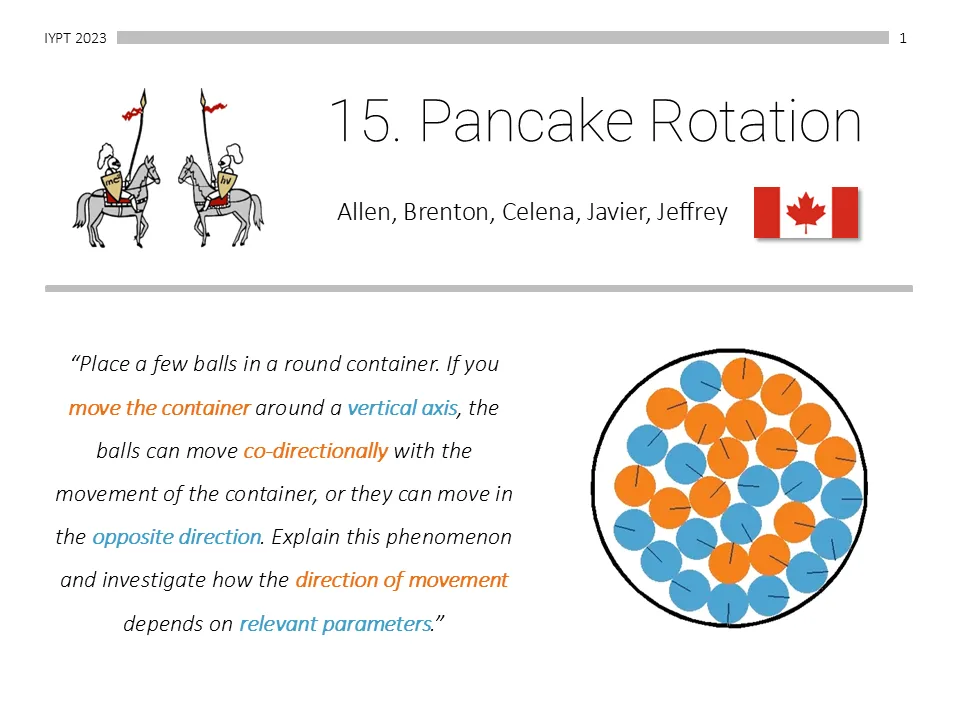 IYPT 2023
1
mc²
hν
15. Pancake Rotation
Allen, Brenton, Celena, Javier, Jeffrey
“Place a few balls in a round container. If you
move the container around a vertical axis, the
balls can move co-directionally with the
movement of the container, or they can move in
the opposite direction. Explain this phenomenon
and investigate how the direction of movement
depends on relevant parameters.”